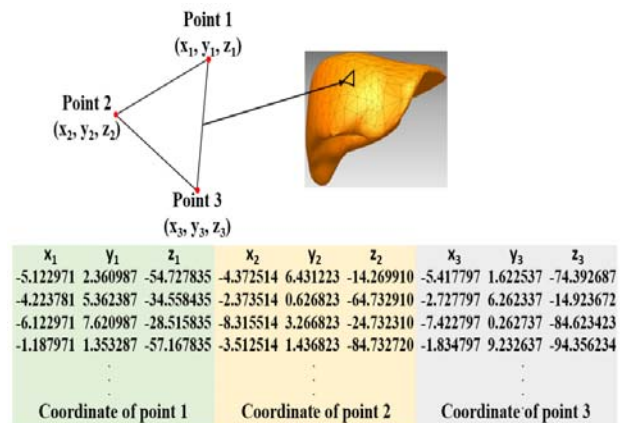 Point 1
(x₁, y₁, z₁)
Point 2
(x₂, y₂, z₂)
Point 3
(x₃, y₃, z₃)
x₁ y₁ z₁ x₂ y₂ z₂ x₃ y₃ z₃
-5.122971 2.360987 -54.727835 -4.372514 6.431223 -14.269910 -5.417797 1.622537 -74.392687
-4.223781 5.362387 -34.558435 -2.373514 0.626823 -64.732910 -2.727797 6.262337 -14.923672
-6.122971 7.620987 -28.515835 -8.315514 3.266823 -24.732310 -7.422797 0.262737 -84.623423
-1.187971 1.353287 -57.167835 -3.512514 1.436823 -84.732720 -1.834797 9.232637 -94.356234
Coordinate of point 1 Coordinate of point 2 Coordinate of point 3